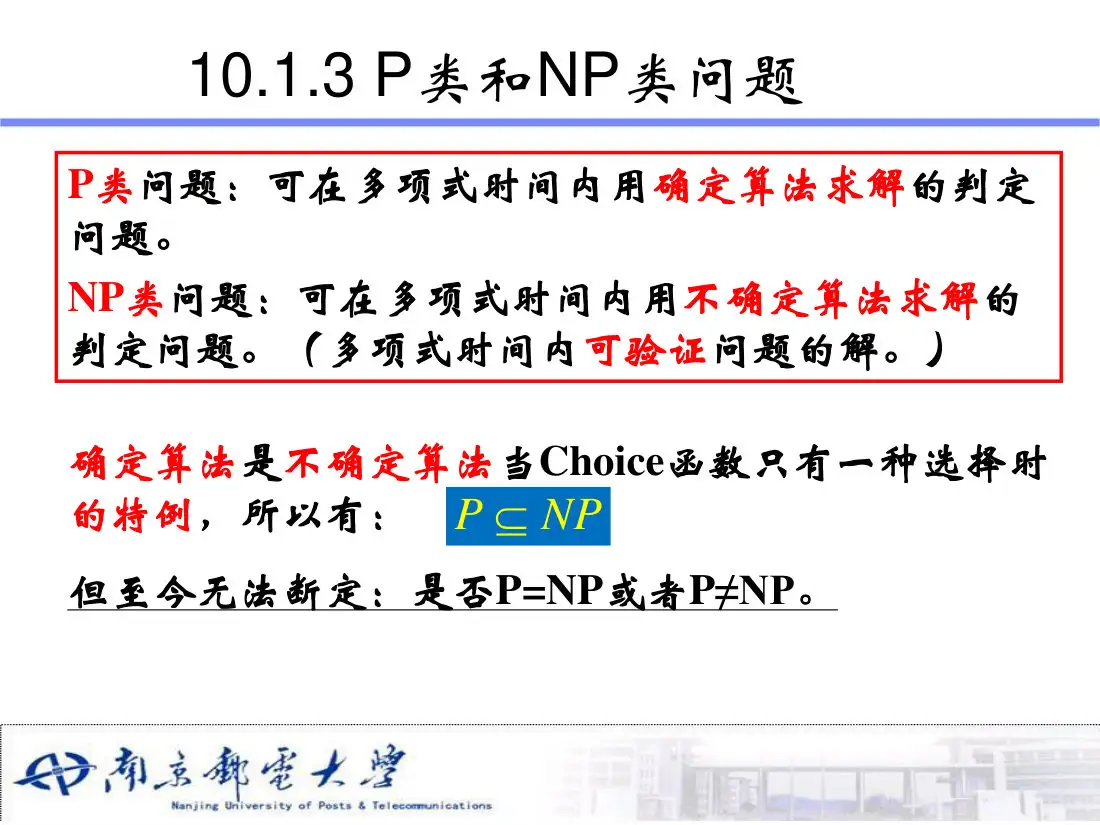 10.1.3 P类和NP类问题
P类问题：可在多项式时间内用确定算法求解的判定
问题。
NP类问题：可在多项式时间内用不确定算法求解的
判定问题。（多项式时间内可验证问题的解。）
确定算法是不确定算法当Choice函数只有一种选择时
的特例，所以有： P ⊆ NP
但至今无法断定：是否P=NP或者P≠NP。
南京郵電大學
Nanjing University of Posts & Telecommunications